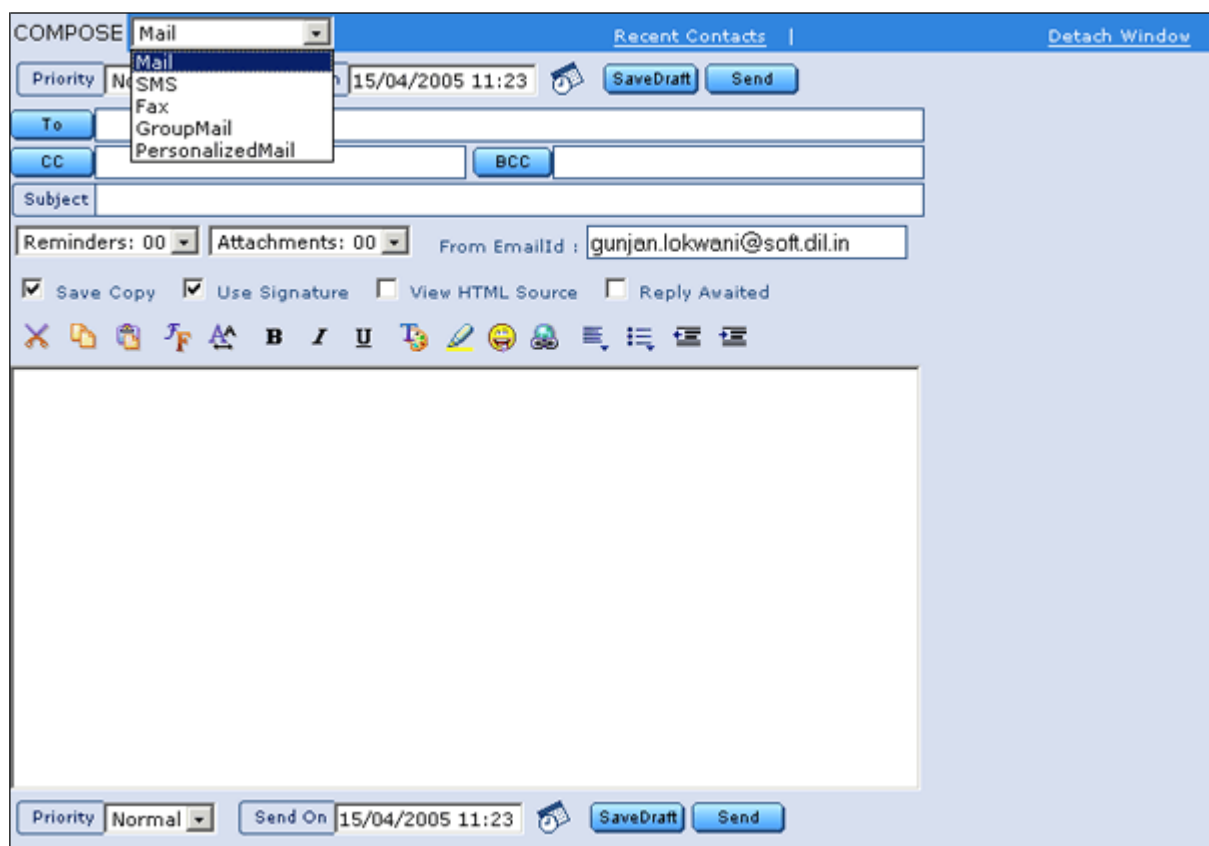 COMPOSE Mail Recent Contacts | Detach Window
Mail
SMS
Fax
GroupMail
PersonalizedMail
Priority 15/04/2005 11:23 SaveDraft Send
To
CC BCC
Subject
Reminders: 00 Attachments: 00 From EmailId : gunjan.lokwani@soft.dil.in
Save Copy Use Signature View HTML Source Reply Awaited
B I U
Priority Normal Send On 15/04/2005 11:23 SaveDraft Send